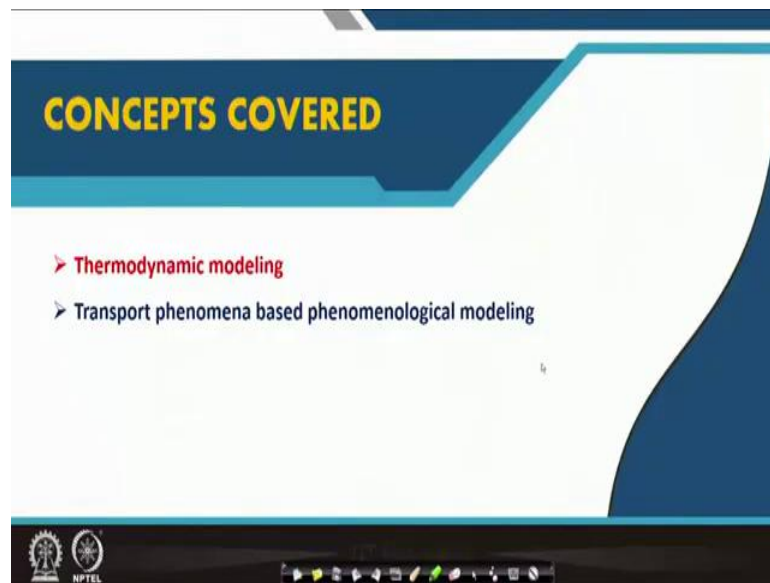 CONCEPTS COVERED
Thermodynamic modeling
Transport phenomena based phenomenological modeling
NPTEL